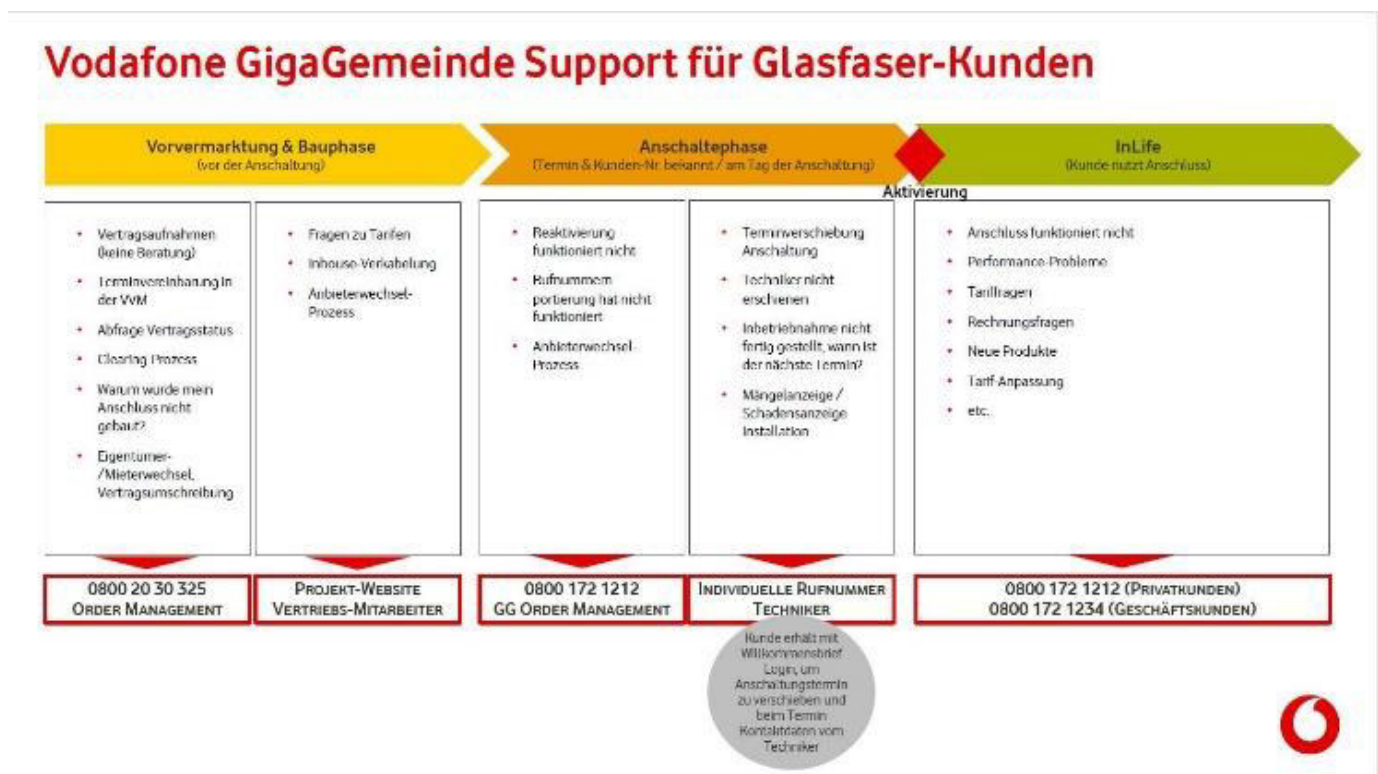 Vodafone GigaGemeinde Support für Glasfaser-Kunden
Vorvermarktung & Bauphase
(vor der Anschaltung)
Anschaltephase
(Termin & Kunden-Nr. bekannt / am Tag der Anschaltung)
InLife
(Kunde nutzt Anschluss)
Aktivierung
• Vertragsaufnahmen
(keine Beratung)
• Terminvereinbarung in
der VVM
• Abfrage Vertragsstatus
• Clearing-Prozess
• Warum wurde mein
Anschluss nicht
gebaut?
• Eigentümer-
/Mieterwechsel,
Vertragsumschreibung
• Fragen zu Tarifen
• Inhouse-Verkabelung
• Anbieterwechsel-
Prozess
• Reaktivierung
funktioniert nicht
• Rufnummern
portierung hat nicht
funktioniert
• Anbieterwechsel-
Prozess
• Terminverschiebung
Anschaltung
• Techniker nicht
erschienen
• Inbetriebnahme nicht
fertig gestellt, wann ist
der nächste Termin?
• Mängelanzeige /
Schadensanzeige
Installation
• Anschluss funktioniert nicht
• Performance-Probleme
• Tariffragen
• Rechnungsfragen
• Neue Produkte
• Tarif-Anpassung
• etc.
0800 20 30 325
ORDER MANAGEMENT
PROJEKT-WEBSITE
VERTRIEBS-MITARBEITER
0800 172 1212
GG ORDER MANAGEMENT
INDIVIDUELLE RUFNUMMER
TECHNIKER
0800 172 1212 (PRIVATKUNDEN)
0800 172 1234 (GESCHÄFTSKUNDEN)
Kunde erhält mit
Willkommensbrief
Login, um
Anschaltungstermin
zu verschieben und
beim Termin
Kontaktdaten vom
Techniker